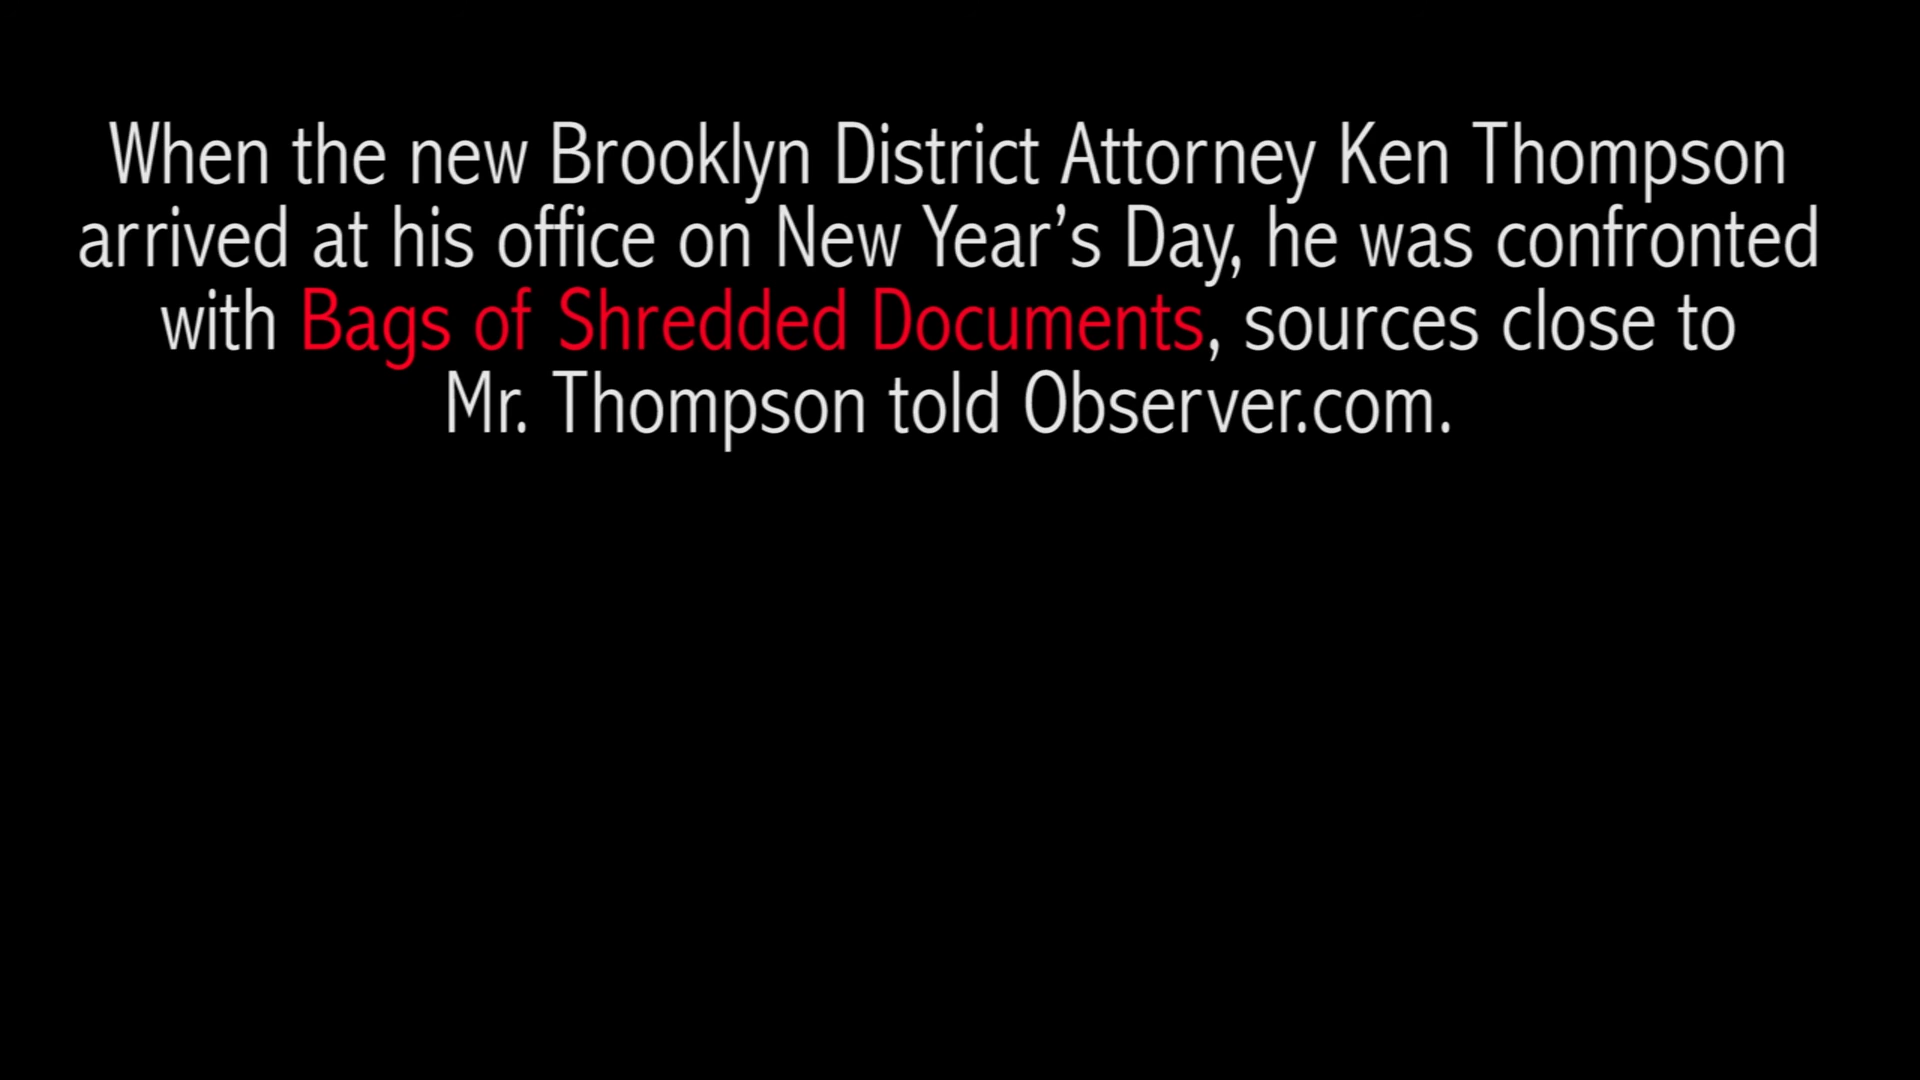 When the new Brooklyn District Attorney Ken Thompson
arrived at his office on New Year’s Day, he was confronted
with Bags of Shredded Documents, sources close to
Mr. Thompson told Observer.com.